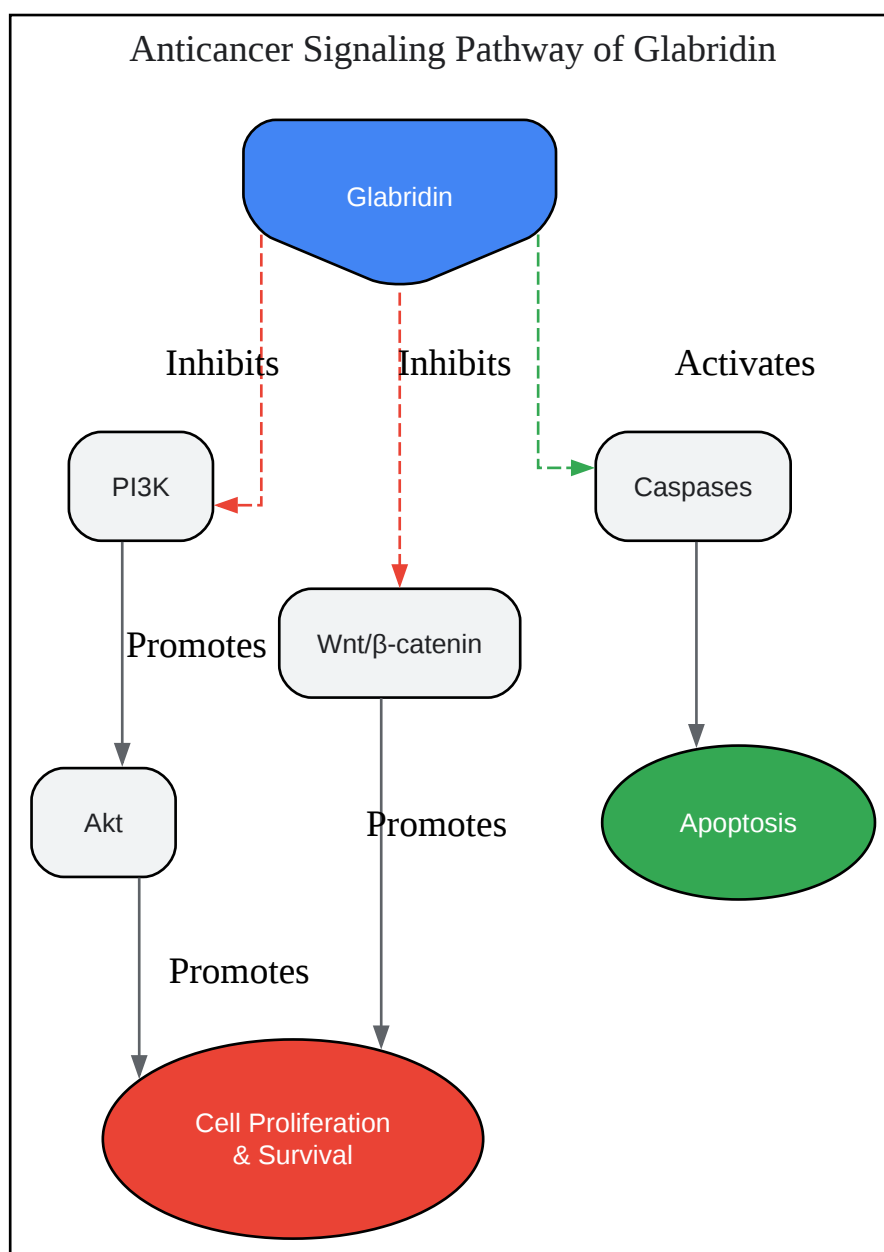 Anticancer Signaling Pathway of Glabridin
Glabridin
Inhibits
Inhibits
Activates
PI3K
Caspases
Promotes
Wnt/β-catenin
Akt
Promotes
Apoptosis
Promotes
Cell Proliferation
& Survival